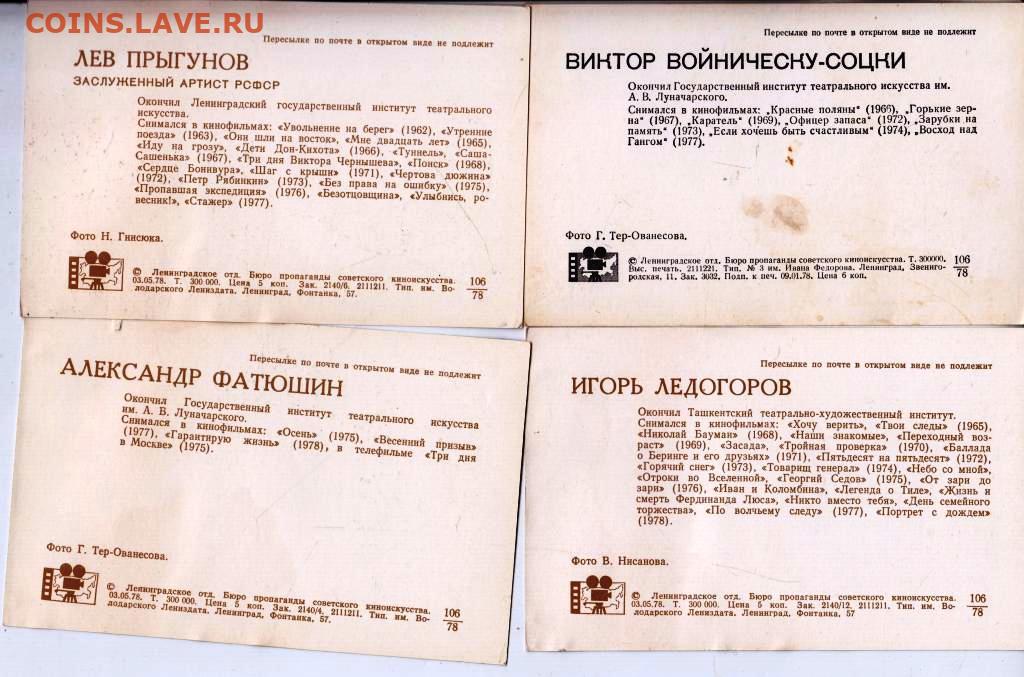 COINS.LAVE.RU
Пересылке по почте в открытом виде не подлежит
ЛЕВ ПРЫГУНОВ
ЗАСЛУЖЕННЫЙ АРТИСТ РСФСР
Окончил Ленинградский государственный институт театрального
искусства.
Снимался в кинофильмах: «Увольнение на берег» (1962), «Утренние
поезда» (1963), «Они шли на восток», «Мне двадцать лет» (1965),
«Иду на грозу», «Дети Дон-Кихота» (1966), «Туннель», «Саша-
Сашенька» (1967), «Три дня Виктора Чернышева», «Поиск» (1968),
«Сердце Бонивура», «Шаг с крыши» (1971), «Чертова дюжина»
(1972), «Петр Рябинкин» (1973), «Без права на ошибку» (1975),
«Пропавшая экспедиция» (1976), «Безотцовщина», «Улыбнись, ро-
весник!», «Стажер» (1977).
Фото Н. Гнисюка.
© Ленинградское отд. Бюро пропаганды советского киноискусства.
03.05.78. Т. 300 000. Цена 5 коп. Зак. 2140/6. 2111211. Тип. им. Во-
лодарского Лениздата. Ленинград, Фонтанка, 57.
106
78
Пересылке по почте в открытом виде не подлежит
ВИКТОР ВОЙНИЧЕСКУ-СОЦКИ
Окончил Государственный институт театрального искусства им.
А. В. Луначарского.
Снимался в кинофильмах: „Красные поляны“ (1966), „Горькие зер-
на“ (1967), „Каратель“ (1969), „Офицер запаса“ (1972), „Зарубки на
память“ (1973), „Если хочешь быть счастливым“ (1974), „Восход над
Гангом“ (1977).
Фото Г. Тер-Ованесова.
© Ленинградское отд. Бюро пропаганды советского киноискусства. Т. 300000.
Выс. печать. 2111221. Тип. № 3 им. Ивана Федорова. Ленинград, Звениго-
родская, 11. Зак. 3032. Подп. к печ. 09.01.78. Цена 6 коп.
106
78
Пересылке по почте в открытом виде не подлежит
АЛЕКСАНДР ФАТЮШИН
Окончил Государственный институт театрального искусства
им. А. В. Луначарского.
Снимался в кинофильмах: «Осень» (1975), «Весенний призыв»
(1977), «Гарантирую жизнь» (1978), в телефильме «Три дня
в Москве» (1975).
Фото Г. Тер-Ованесова.
© Ленинградское отд. Бюро пропаганды советского киноискусства.
03.05.78. Т. 300 000. Цена 5 коп. Зак. 2140/4, 2111211. Тип. им. Во-
лодарского Лениздата. Ленинград, Фонтанка, 57.
106
78
Пересылке по почте в открытом виде не подлежит
ИГОРЬ ЛЕДОГОРОВ
Окончил Ташкентский театрально-художественный институт.
Снимался в кинофильмах: «Хочу верить», «Твои следы» (1965),
«Николай Бауман» (1968), «Наши знакомые», «Переходный воз-
раст» (1969), «Засада», «Тройная проверка» (1970), «Баллада
о Беринге и его друзьях» (1971), «Пятьдесят на пятьдесят» (1972),
«Горячий снег» (1973), «Товарищ генерал» (1974), «Небо со мной»,
«Отроки во Вселенной», «Георгий Седов» (1975), «От зари до
зари» (1976), «Иван и Коломбина», «Легенда о Тиле», «Жизнь и
смерть Фердинанда Люса», «Никто вместо тебя», «День семейного
торжества», «По волчьему следу» (1977), «Портрет с дождем»
(1978).
Фото В. Нисанова.
© Ленинградское отд. Бюро пропаганды советского киноискусства.
03.05.78. Т. 300 000. Цена 5 коп. Зак. 2140/12, 2111211. Тип. им. Во-
лодарского Лениздата. Ленинград, Фонтанка, 57
106
78